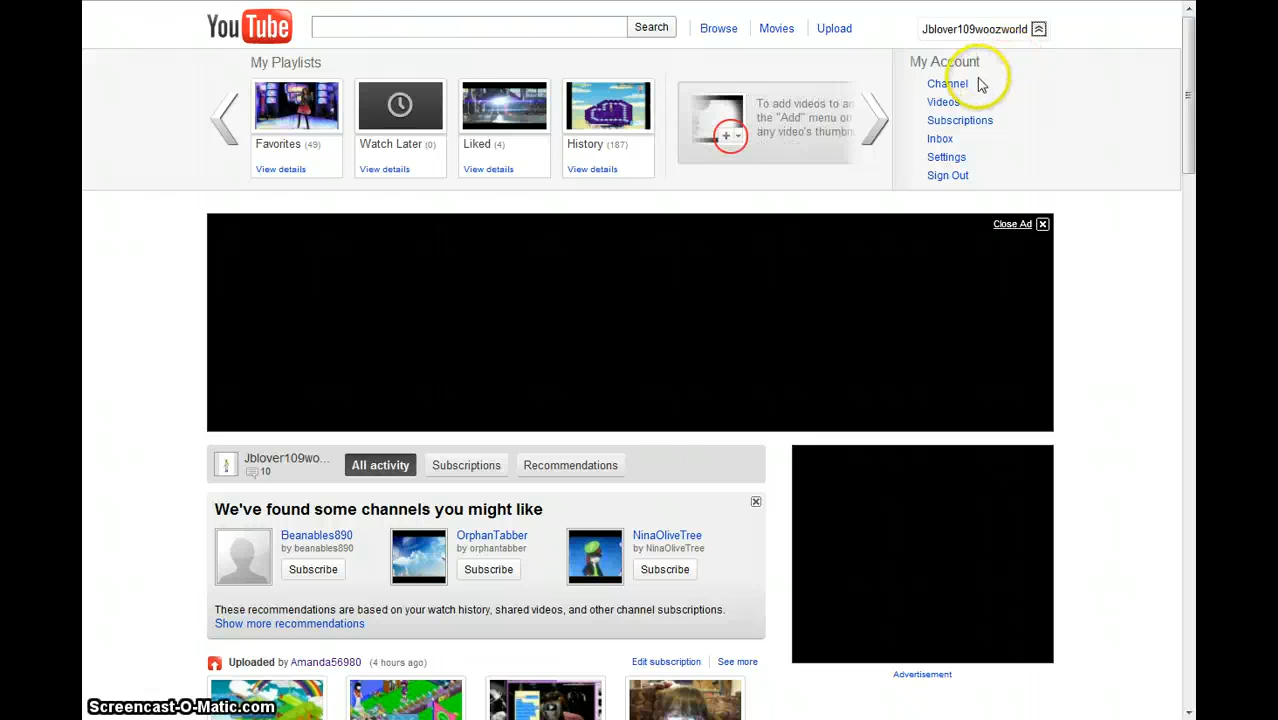 YouTube Search Browse Movies Upload Jblover109woozworld
My Playlists
My Account
Channel
Videos
Subscriptions
Inbox
Settings
Sign Out
Favorites (49) Watch Later (0) Liked (4) History (187)
View details View details View details View details
To add videos to
the "Add" menu on
any video's
Close Ad
Jblover109wo...
10
All activity Subscriptions Recommendations
We've found some channels you might like
Beanables890 OrphanTabber NinaOliveTree
by beanables890 by orphantabber by NinaOliveTree
Subscribe Subscribe Subscribe
These recommendations are based on your watch history, shared videos, and other channel subscriptions.
Show more recommendations
Uploaded by Amanda56980 (4 hours ago) Edit subscription See more
Advertisement
Screencast-O-Matic.com